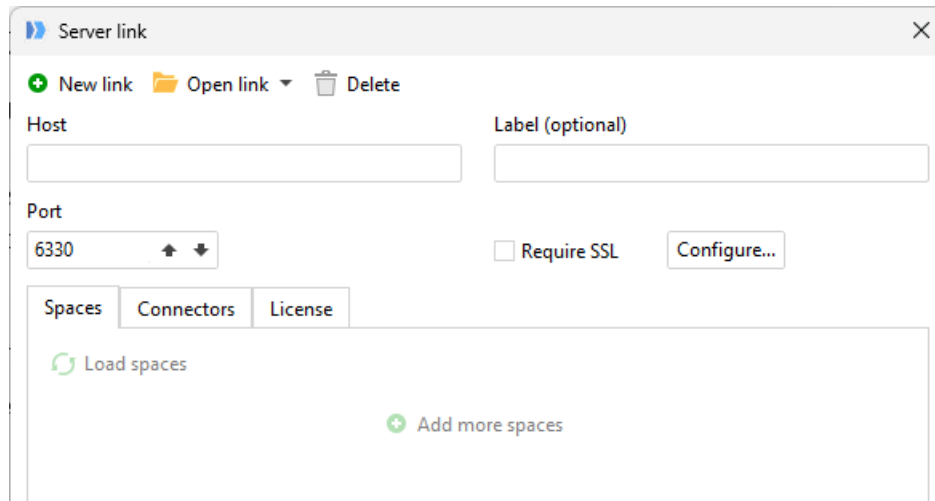 Server link
New link Open link Delete
Host Label (optional)
Port
6330 Require SSL Configure...
Spaces Connectors License
Load spaces
Add more spaces